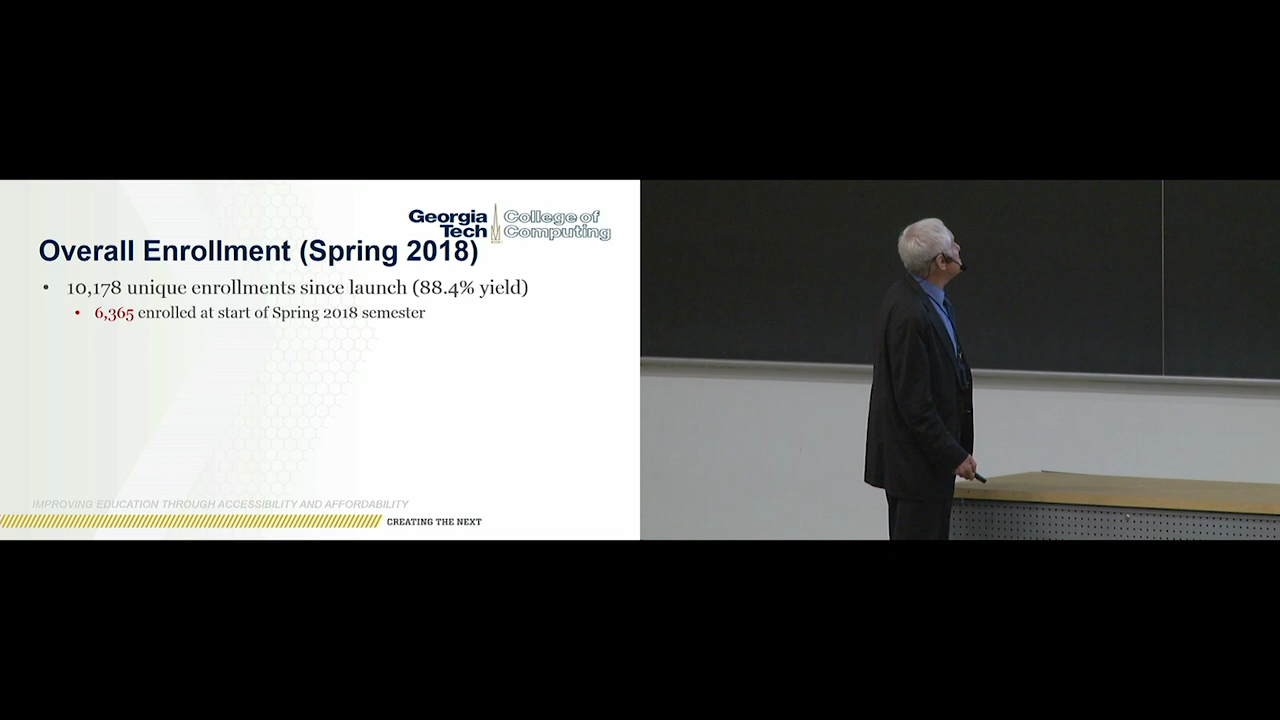 Georgia Tech College of Computing
Overall Enrollment (Spring 2018)
• 10,178 unique enrollments since launch (88.4% yield)
• 6,365 enrolled at start of Spring 2018 semester
IMPROVING EDUCATION THROUGH ACCESSIBILITY AND AFFORDABILITY
CREATING THE NEXT